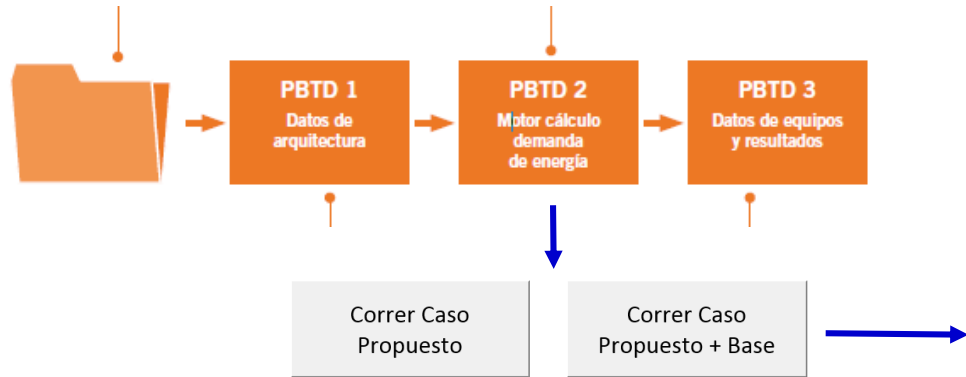 PBTD 1
Datos de
arquitectura
PBTD 2
Motor cálculo
demanda
de energía
PBTD 3
Datos de equipos
y resultados
Correr Caso
Propuesto
Correr Caso
Propuesto + Base